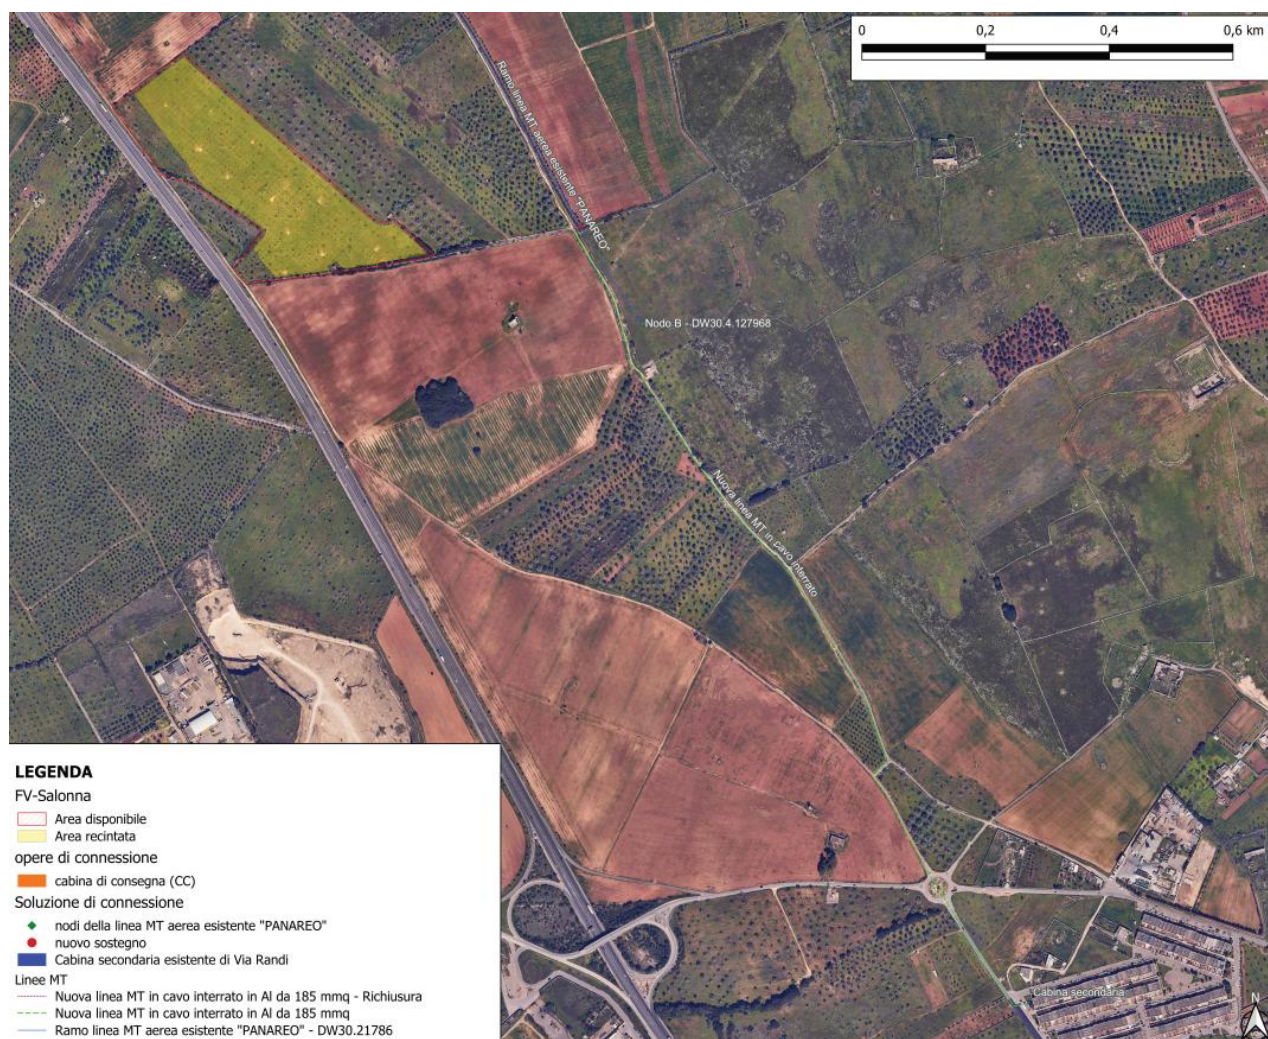 0 0,2 0,4 0,6 km
Ramo linea MT aerea esistente "PANAREO"
Nodo B - DW30.4.127968
Nuova linea MT in cavo interrato
Cabina secondaria
N
LEGENDA
FV-Salonna
Area disponibile
Area recintata
opere di connessione
cabina di consegna (CC)
Soluzione di connessione
nodi della linea MT aerea esistente "PANAREO"
nuovo sostegno
Cabina secondaria esistente di Via Randi
Linee MT
Nuova linea MT in cavo interrato in Al da 185 mmq - Richiusura
Nuova linea MT in cavo interrato in Al da 185 mmq
Ramo linea MT aerea esistente "PANAREO" - DW30.21786